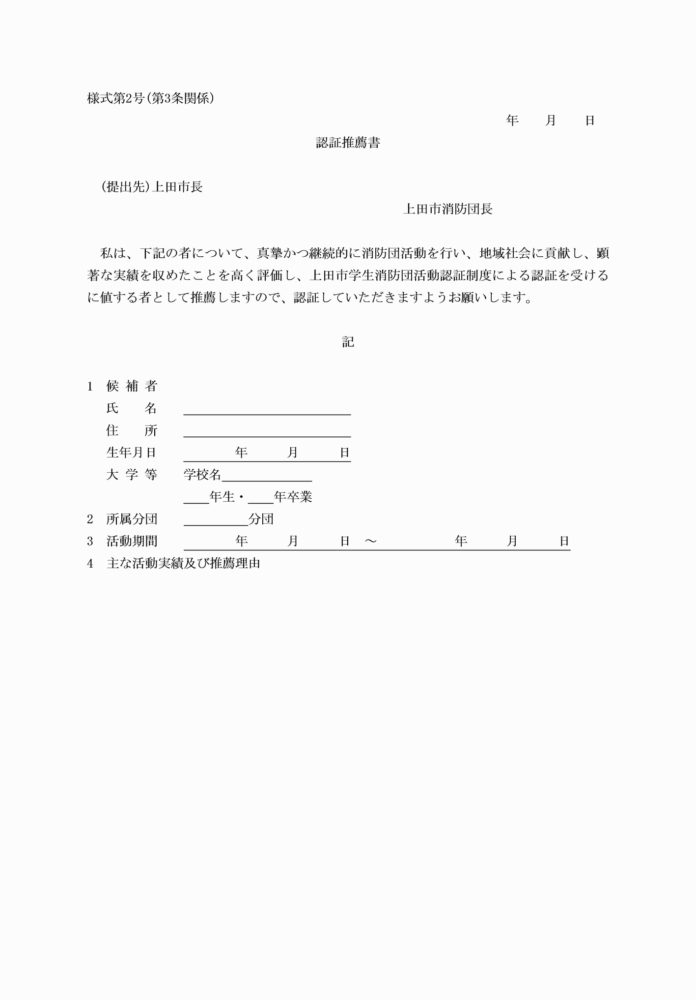 様式第2号（第3条関係）
年　　月　　日
認証推薦書
（提出先）上田市長
上田市消防団長
私は、下記の者について、真摯かつ継続的に消防団活動を行い、地域社会に貢献し、顕
著な実績を収めたことを高く評価し、上田市学生消防団活動認証制度による認証を受ける
に値する者として推薦しますので、認証していただきますようお願いします。
記
1　候補者
氏　　名
住　　所
生年月日　　　　年　　　月　　　日
大学等　　学校名
年生・　　年卒業
2　所属分団　　　　　　　分団
3　活動期間　　　　年　　　月　　　日　～　　　　　　年　　　月　　　日
4　主な活動実績及び推薦理由